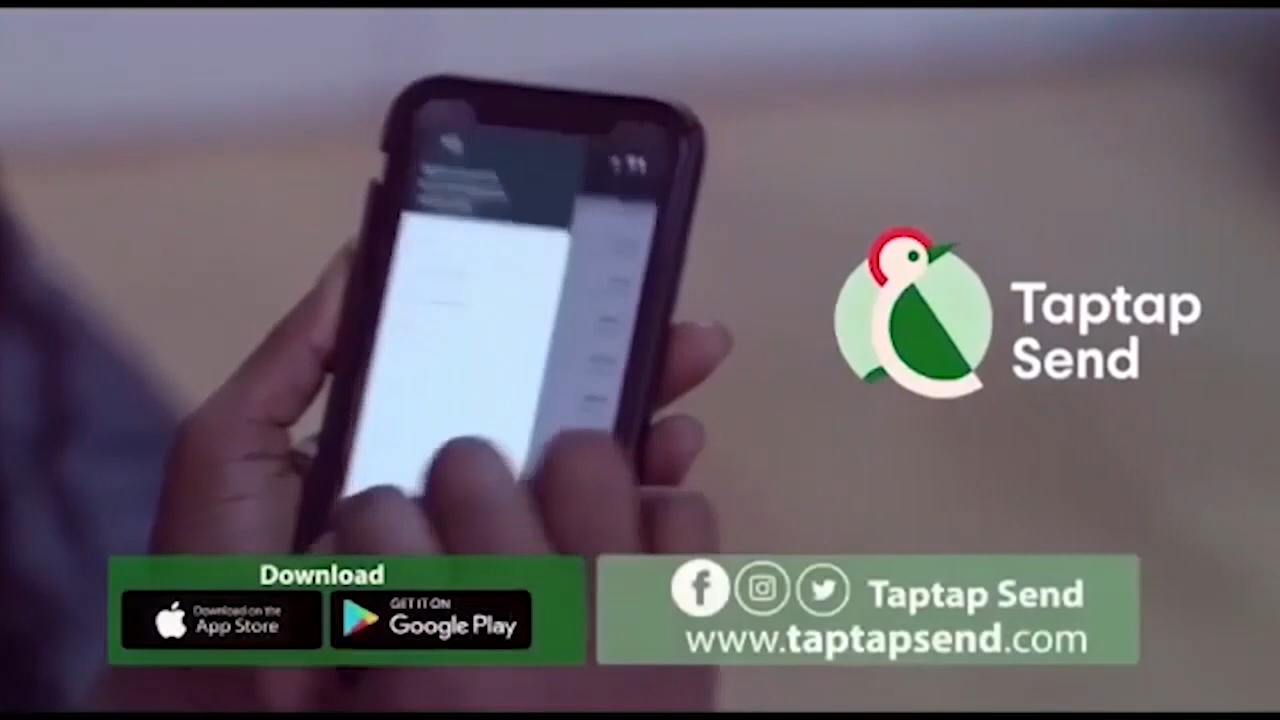 Taptap
Send
Download
Download on the
App Store
GET IT ON
Google Play
Taptap Send
www.taptapsend.com